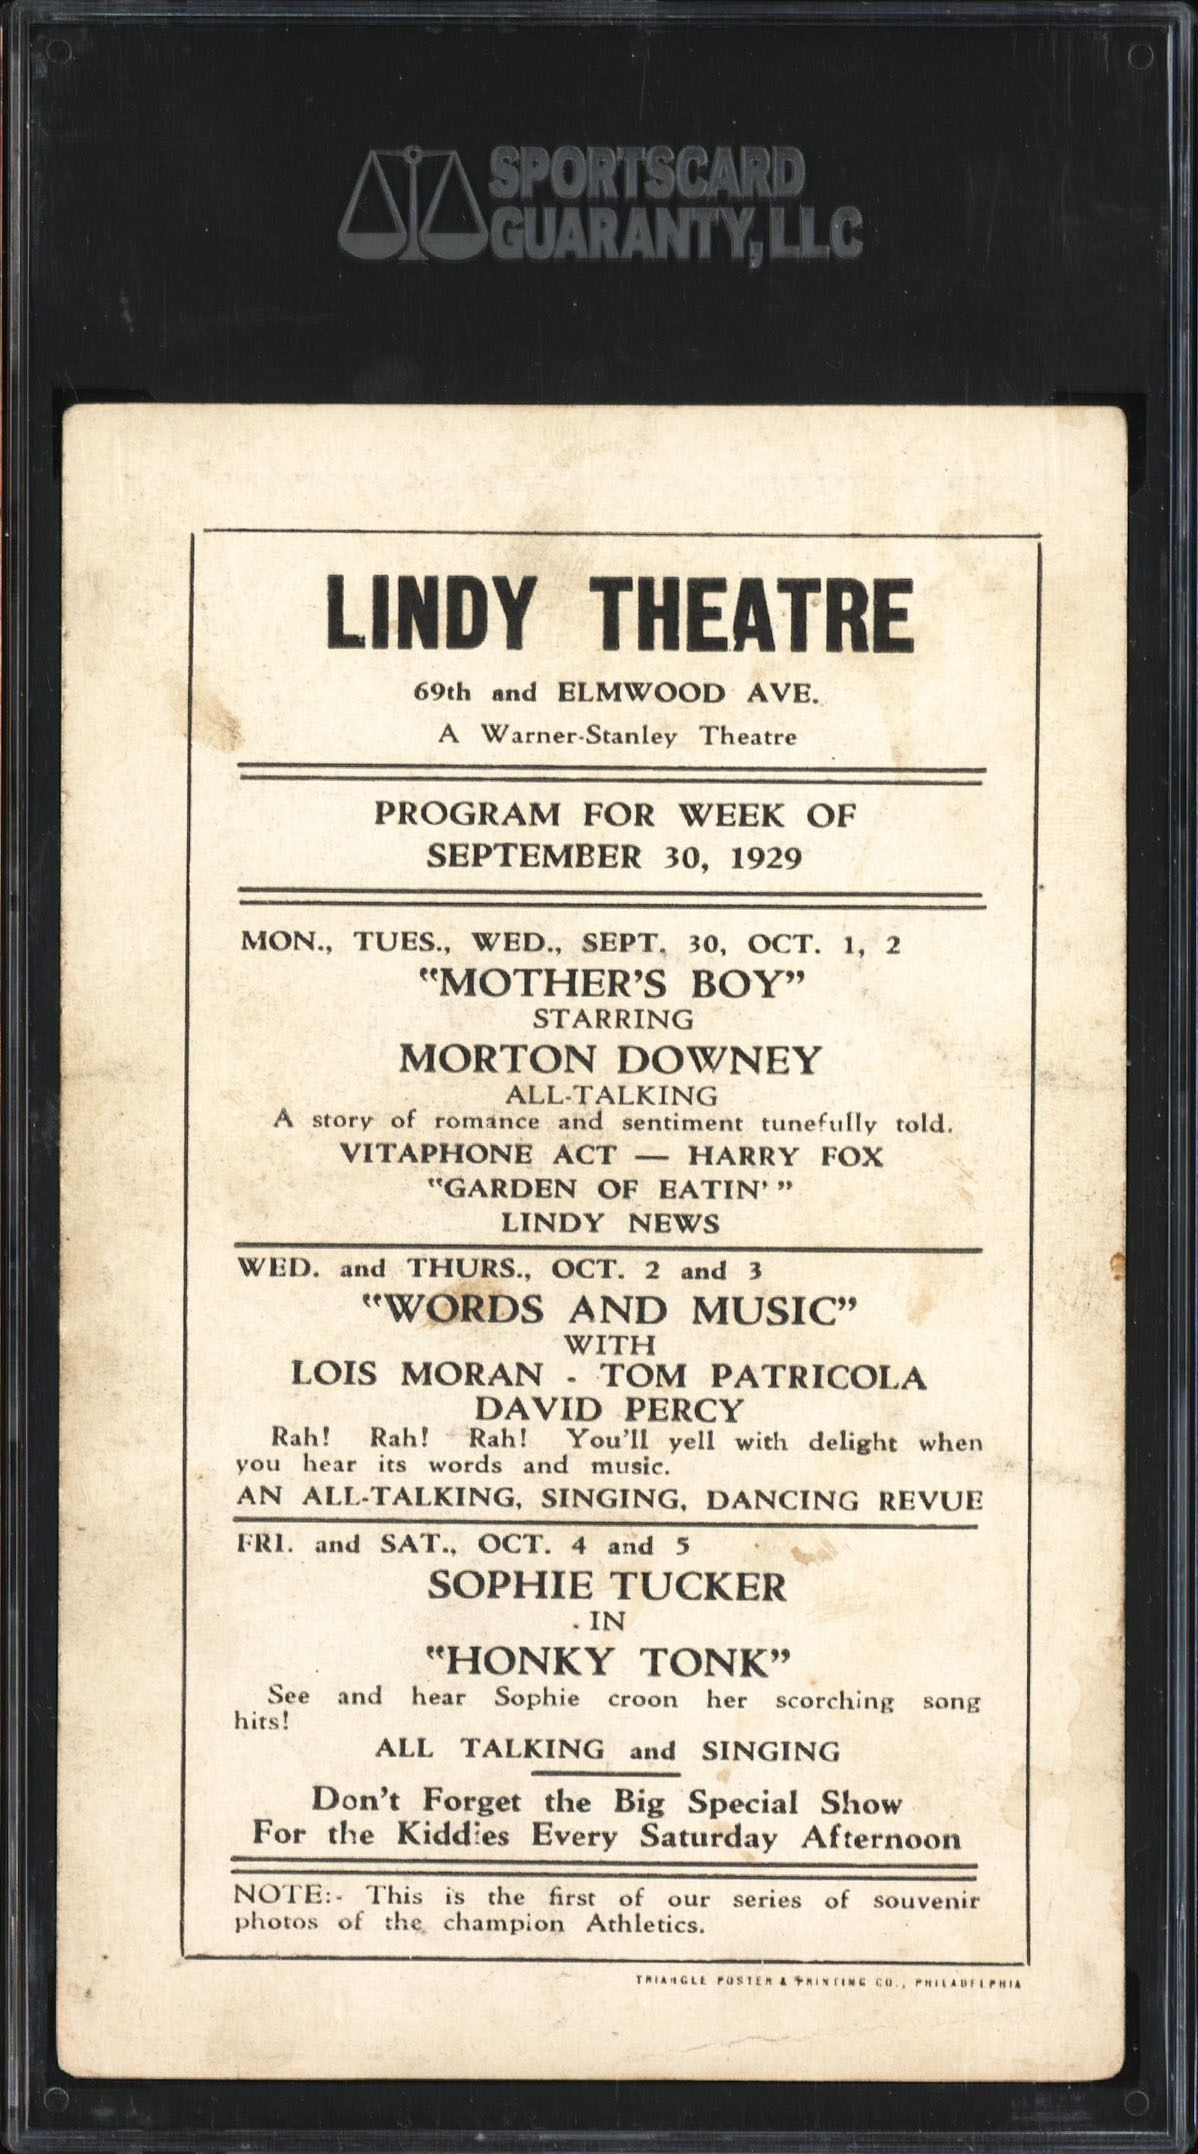 SPORTSCARD
GUARANTY, LLC
LINDY THEATRE
69th and ELMWOOD AVE.
A Warner-Stanley Theatre
PROGRAM FOR WEEK OF
SEPTEMBER 30, 1929
MON., TUES., WED., SEPT. 30, OCT. 1, 2
"MOTHER'S BOY"
STARRING
MORTON DOWNEY
ALL-TALKING
A story of romance and sentiment tunefully told.
VITAPHONE ACT — HARRY FOX
"GARDEN OF EATIN' "
LINDY NEWS
WED. and THURS., OCT. 2 and 3
"WORDS AND MUSIC"
WITH
LOIS MORAN - TOM PATRICOLA
DAVID PERCY
Rah! Rah! Rah! You'll yell with delight when
you hear its words and music.
AN ALL-TALKING, SINGING, DANCING REVUE
FRI. and SAT., OCT. 4 and 5
SOPHIE TUCKER
IN
"HONKY TONK"
See and hear Sophie croon her scorching song
hits!
ALL TALKING and SINGING
Don't Forget the Big Special Show
For the Kiddies Every Saturday Afternoon
NOTE:- This is the first of our series of souvenir
photos of the champion Athletics.
TRIANGLE POSTER & PRINTING CO., PHILADELPHIA